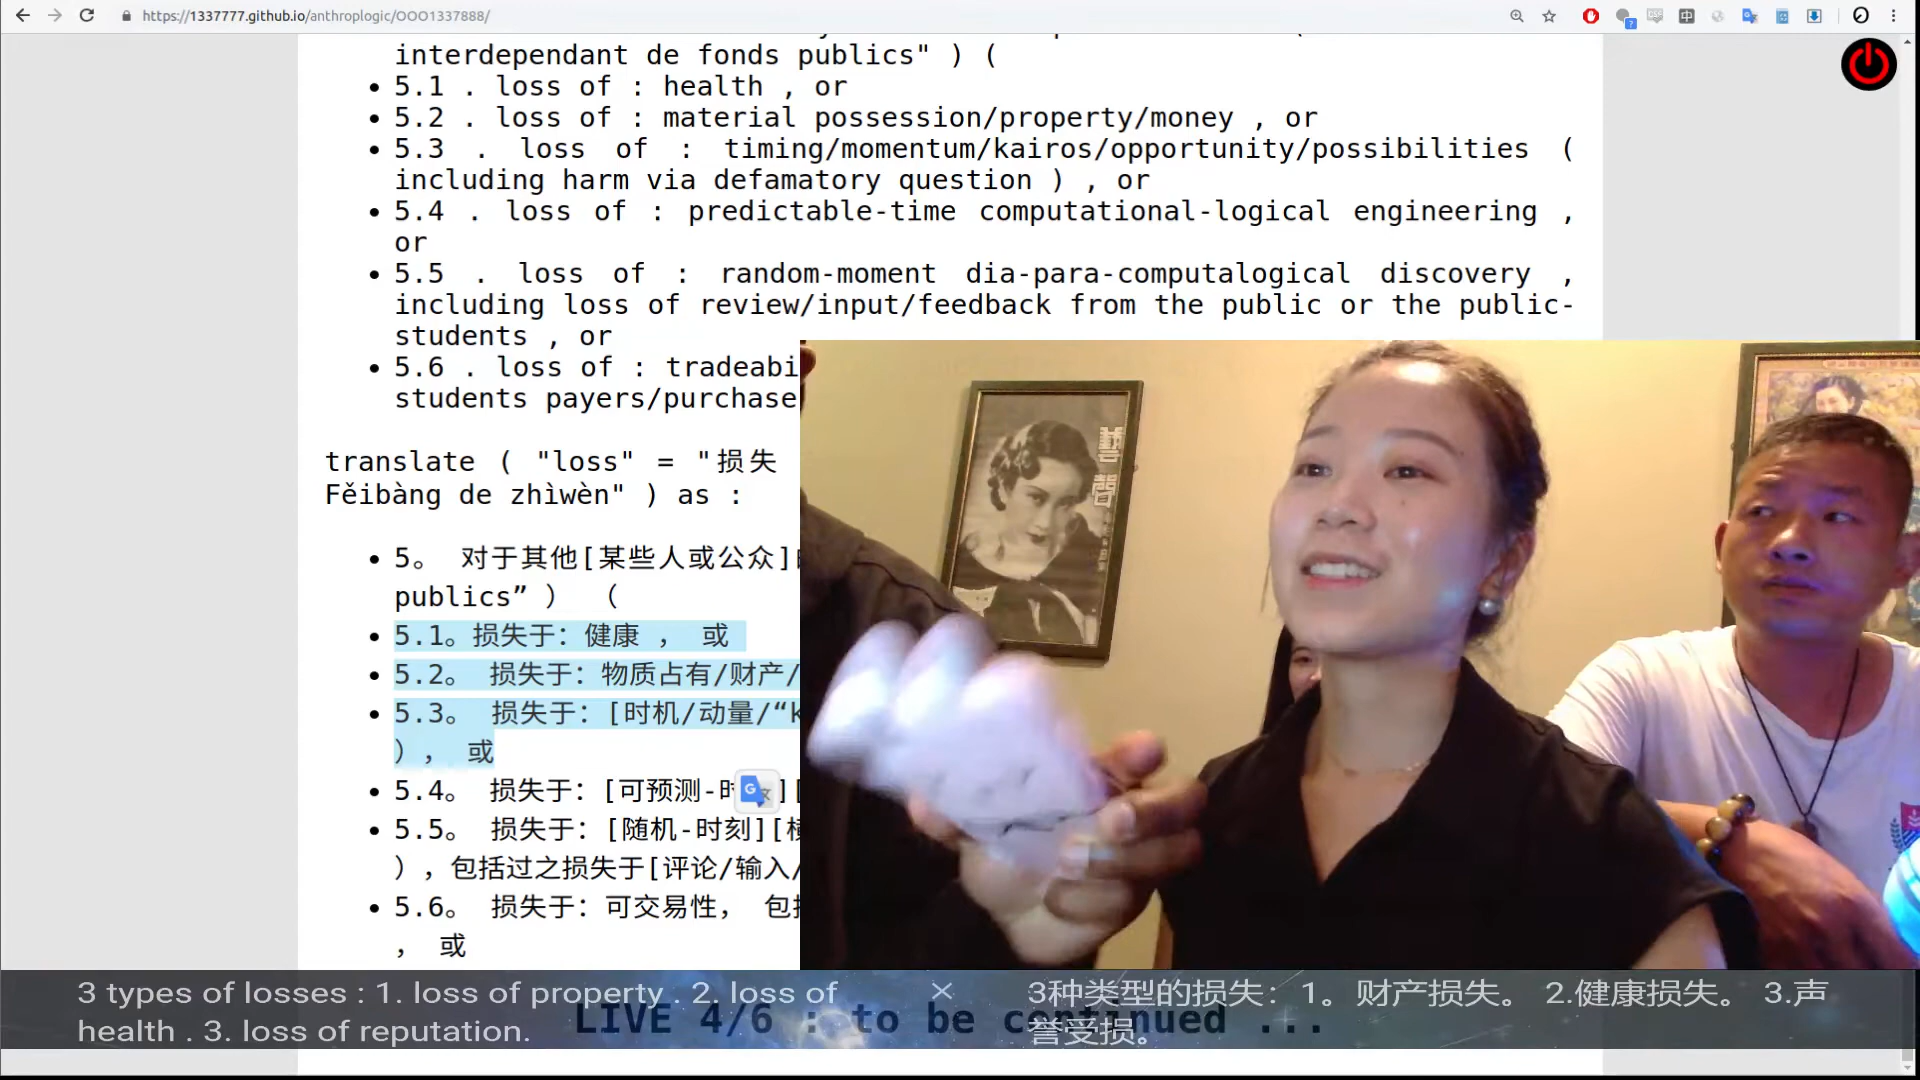 https://1337777.github.io/anthroplogic/OOO1337888/
interdependant de fonds publics" ) (
5.1 . loss of : health , or
5.2 . loss of : material possession/property/money , or
5.3 . loss of : timing/momentum/kairos/opportunity/possibilities (
including harm via defamatory question ) , or
5.4 . loss of : predictable-time computational-logical engineering ,
or
5.5 . loss of : random-moment dia-para-computalogical discovery ,
including loss of review/input/feedback from the public or the public-
students , or
5.6 . loss of : tradeabi
students payers/purchase
translate ( "loss" = "损失
Fěibàng de zhìwèn" ) as :
5。 对于其他[某些人或公众]
publics” ） （
5.1。损失于：健康 ， 或
5.2。 损失于：物质占有/财产/
5.3。 损失于：[时机/动量/“k
），或
5.4。 损失于：[可预测-时
5.5。 损失于：[随机-时刻][
），包括过之损失于[评论/输入/
5.6。 损失于：可交易性， 包
， 或
3 types of losses : 1. loss of property . 2. loss of
health . 3. loss of reputation.
3种类型的损失：1。财产损失。 2.健康损失。 3.声
誉受损。
LIVE 4/6 : to be continued ...